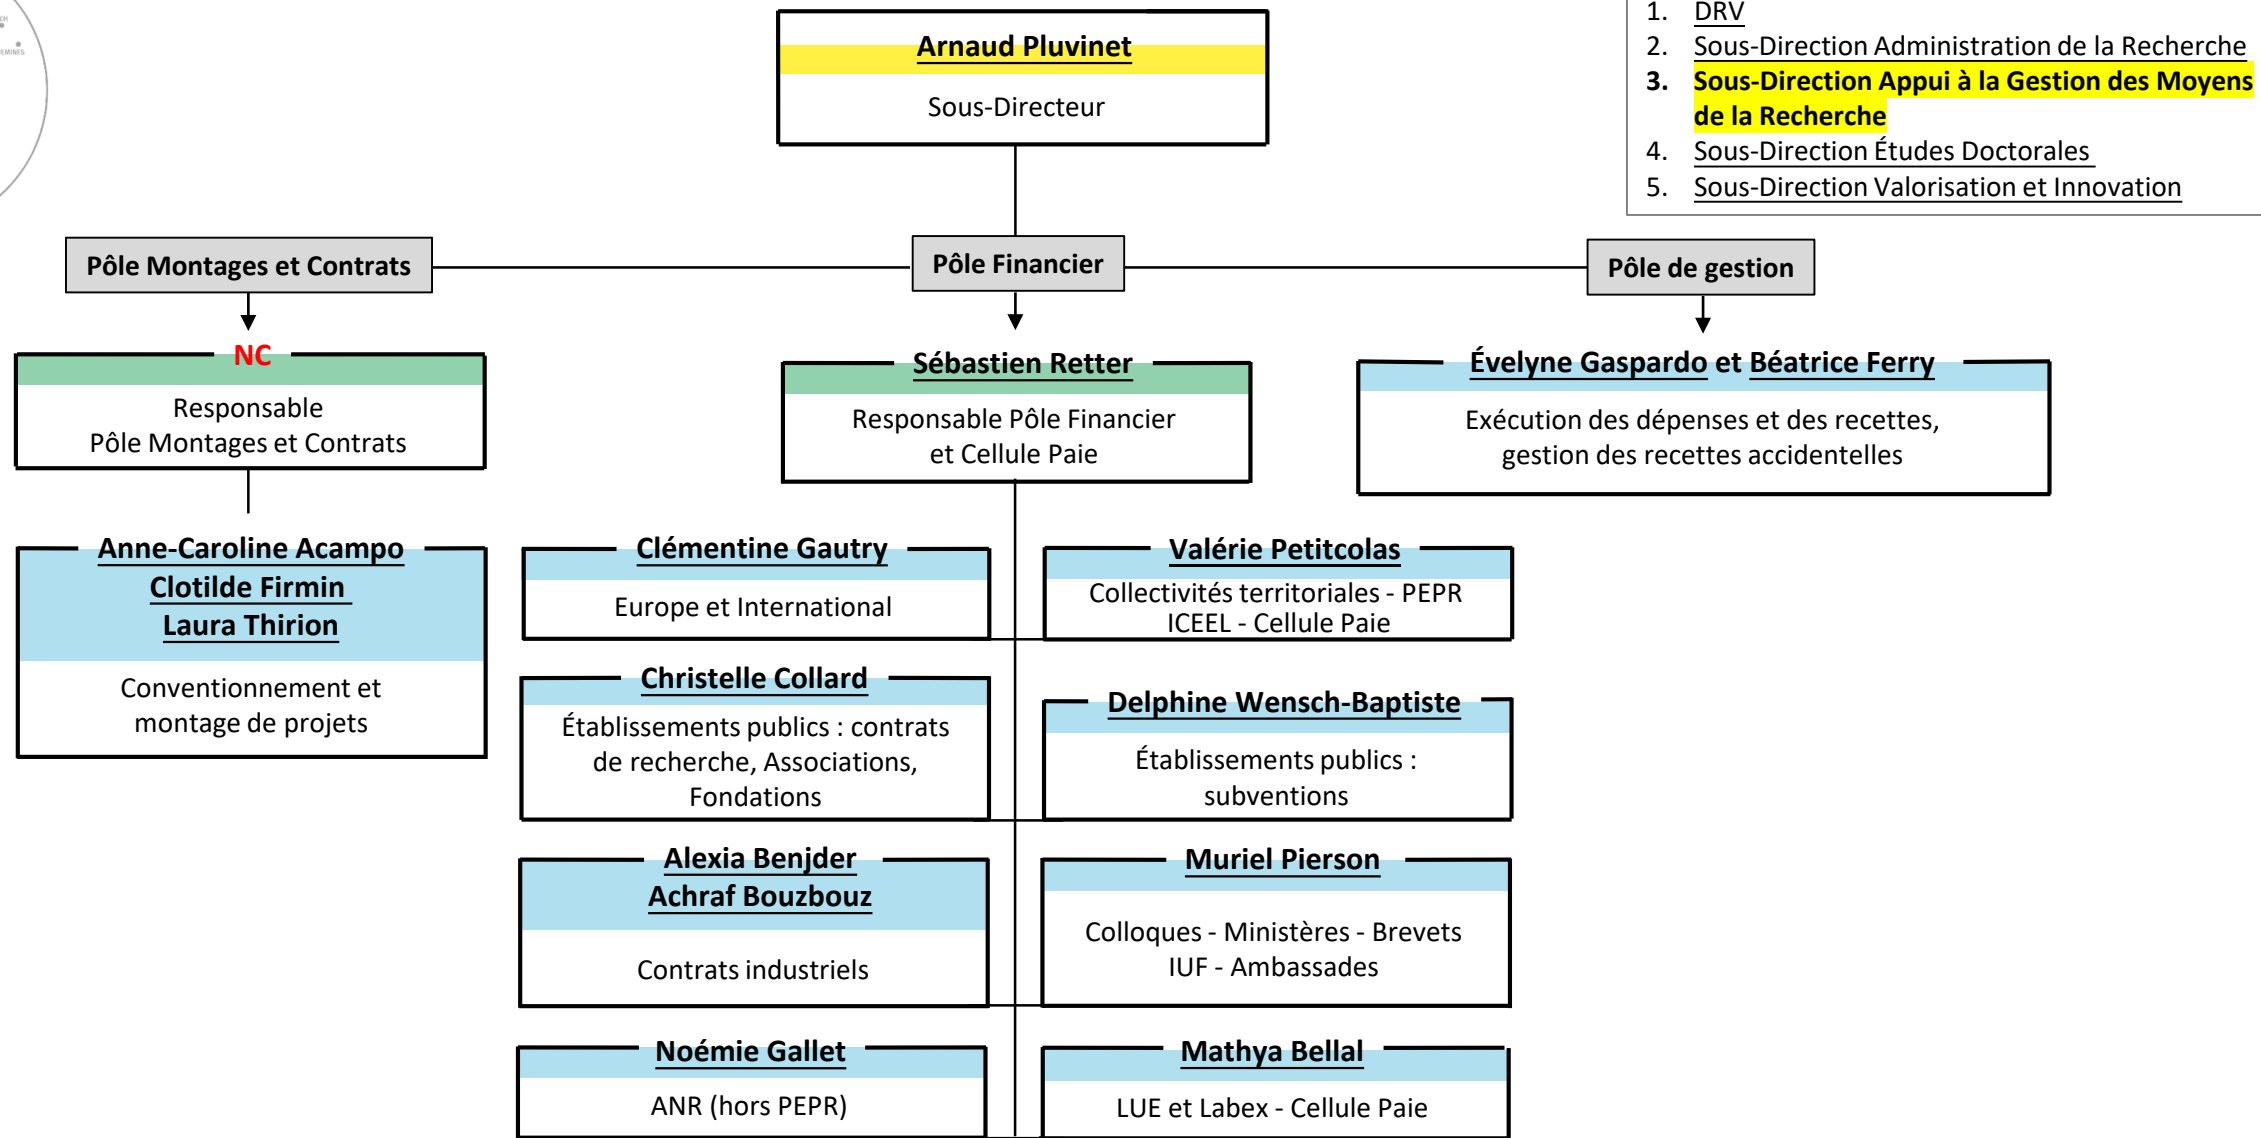 1. DRV
2. Sous-Direction Administration de la Recherche
3. Sous-Direction Appui à la Gestion des Moyens
de la Recherche
4. Sous-Direction Études Doctorales
5. Sous-Direction Valorisation et Innovation
Arnaud Pluvinet
Sous-Directeur
Pôle Montages et Contrats
Pôle Financier
Pôle de gestion
NC
Responsable
Pôle Montages et Contrats
Sébastien Retter
Responsable Pôle Financier
et Cellule Paie
Évelyne Gaspardo et Béatrice Ferry
Exécution des dépenses et des recettes,
gestion des recettes accidentelles
Anne-Caroline Acampo
Clotilde Firmin
Laura Thirion
Conventionnement et
montage de projets
Clémentine Gautry
Europe et International
Valérie Petitcolas
Collectivités territoriales - PEPR
ICEEL - Cellule Paie
Christelle Collard
Établissements publics : contrats
de recherche, Associations,
Fondations
Delphine Wensch-Baptiste
Établissements publics :
subventions
Alexia Benjder
Achraf Bouzbouz
Contrats industriels
Muriel Pierson
Colloques - Ministères - Brevets
IUF - Ambassades
Noémie Gallet
ANR (hors PEPR)
Mathya Bellal
LUE et Labex - Cellule Paie